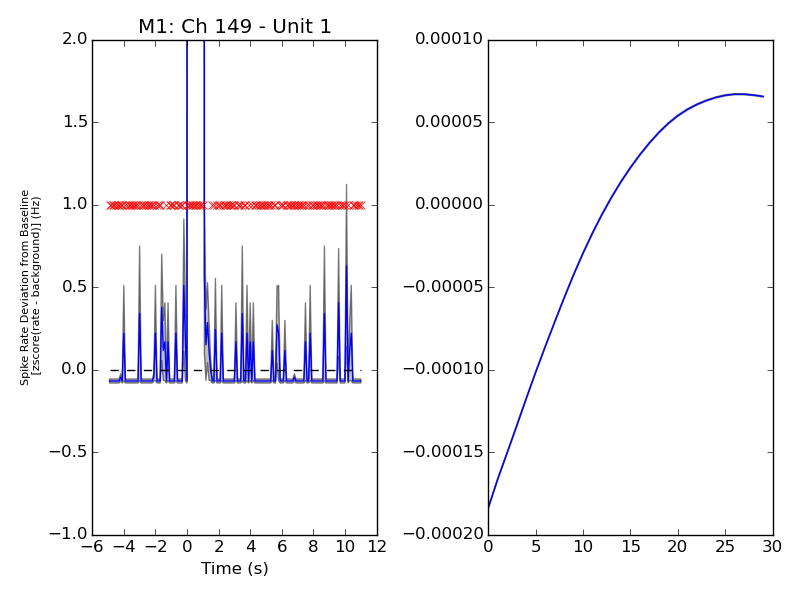 M1: Ch 149 - Unit 1
2.0
1.5
1.0
0.5
0.0
−0.5
−1.0
−6 −4 −2 0 2 4 6 8 10 12
Time (s)
Spike Rate Deviation from Baseline
[zscore(rate - background)] (Hz)
0.00010
0.00005
0.00000
−0.00005
−0.00010
−0.00015
−0.00020
0 5 10 15 20 25 30